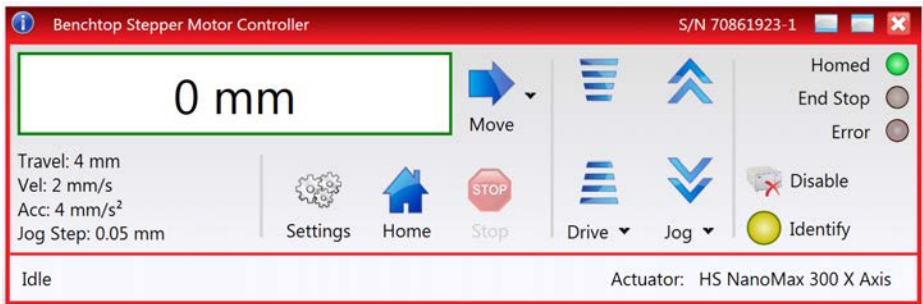 Benchtop Stepper Motor Controller S/N 70861923-1
0 mm
Move
Homed
End Stop
Error
Travel: 4 mm
Vel: 2 mm/s
Acc: 4 mm/s²
Jog Step: 0.05 mm
Settings
Home
STOP
Stop
Drive
Jog
Disable
Identify
Idle
Actuator: HS NanoMax 300 X Axis